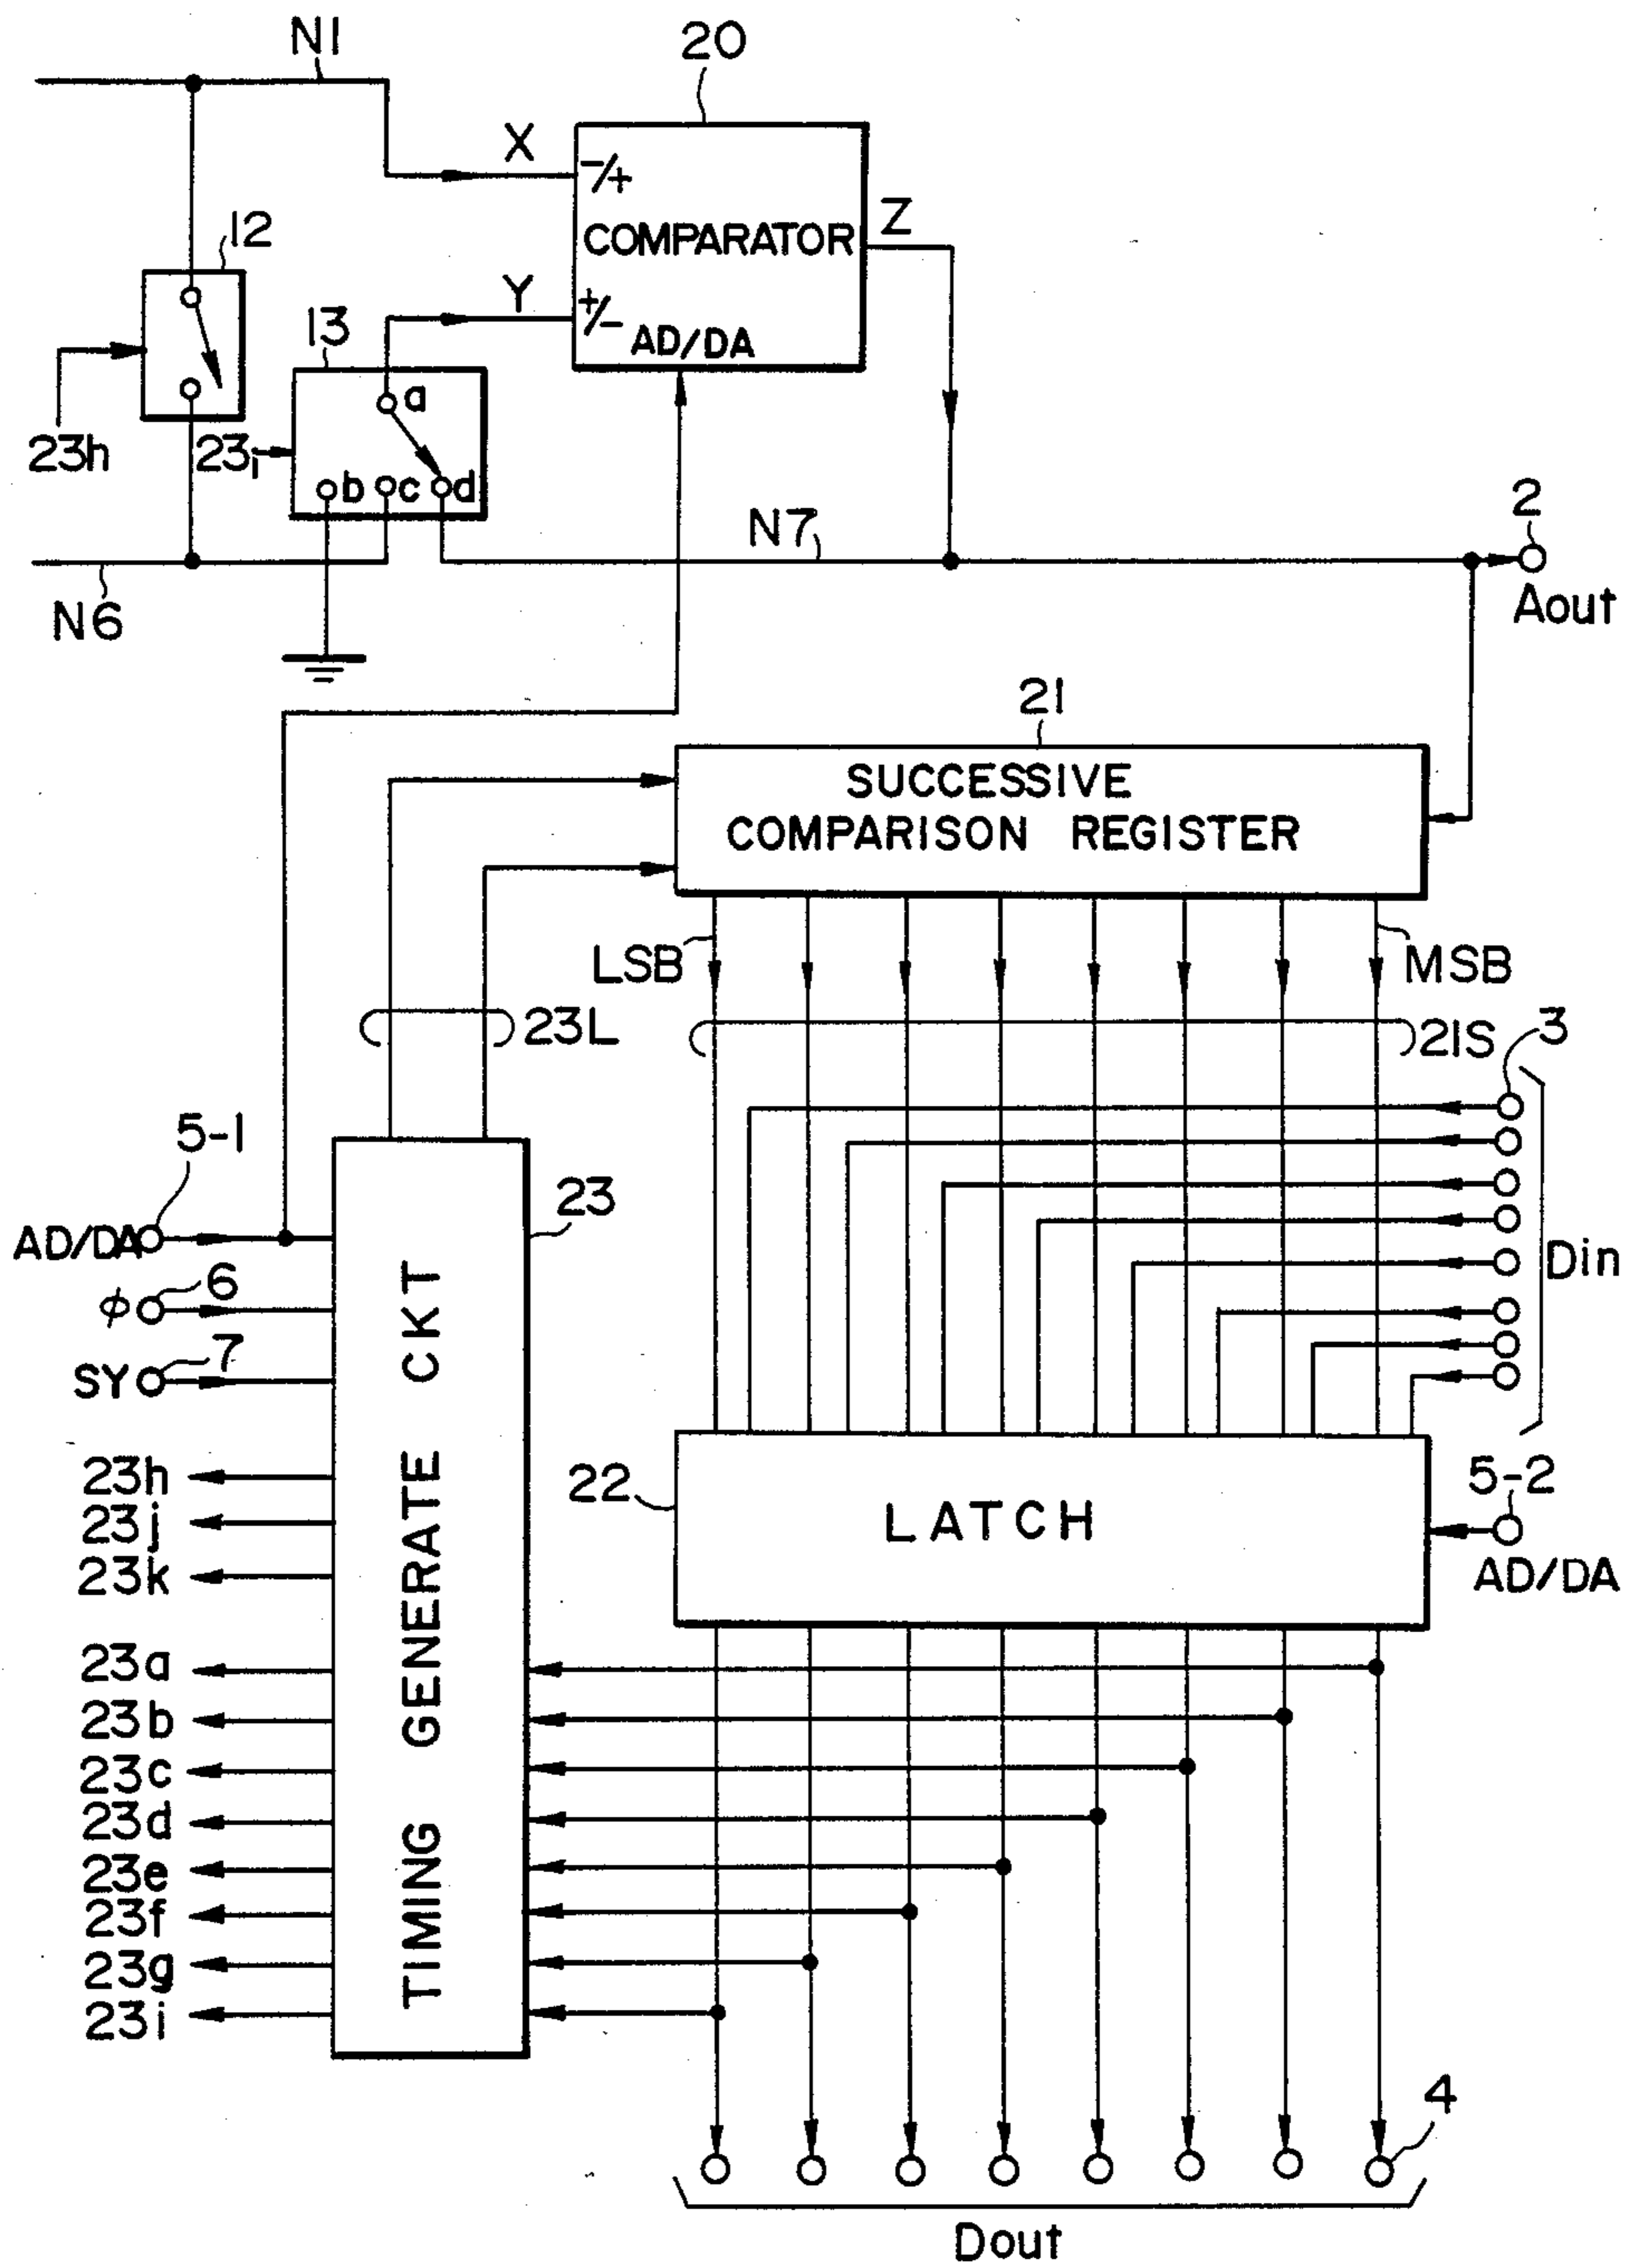 N1
20
X
-/+
COMPARATOR
Z
12
Y
+/-
AD/DA
13
a
23h
23i
b
c
d
N7
2
N6
Aout
21
SUCCESSIVE
COMPARISON REGISTER
LSB
MSB
23L
21S
3
5-1
23
AD/DA
Din
φ
6
SY
7
TIMING GENERATE CKT
22
LATCH
5-2
AD/DA
23h
23j
23k
23a
23b
23c
23d
23e
23f
23g
23i
4
Dout